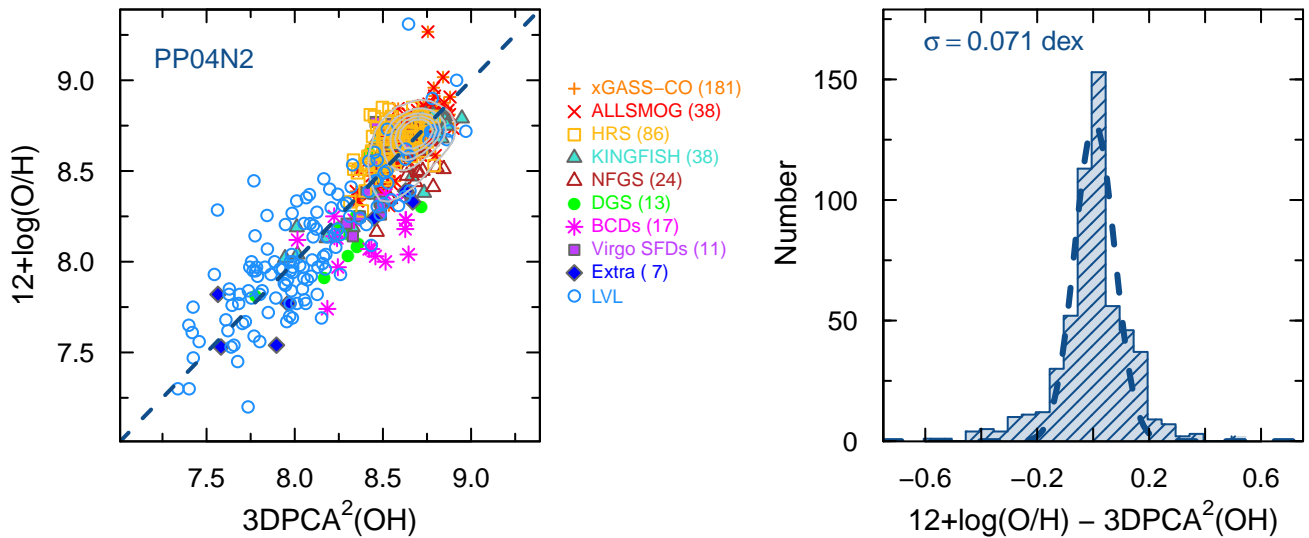 PP04N2
12+log(O/H)
9.0
8.5
8.0
7.5
7.5 8.0 8.5 9.0
3DPCA²(OH)
xGASS−CO (181)
ALLSMOG (38)
HRS (86)
KINGFISH (38)
NFGS (24)
DGS (13)
BCDs (17)
Virgo SFDs (11)
Extra ( 7)
LVL
σ = 0.071 dex
Number
150
100
50
0
−0.6 −0.2 0.2 0.6
12+log(O/H) − 3DPCA²(OH)